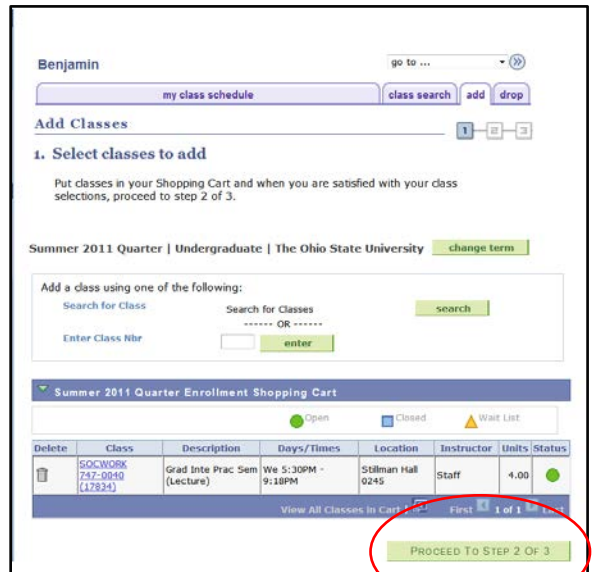 Benjamin
go to ...
my class schedule
class search
add
drop
Add Classes
1
2
3
1. Select classes to add
Put classes in your Shopping Cart and when you are satisfied with your class
selections, proceed to step 2 of 3.
Summer 2011 Quarter | Undergraduate | The Ohio State University
change term
Add a class using one of the following:
Search for Class
Search for Classes
search
------ OR ------
Enter Class Nbr
enter
Summer 2011 Quarter Enrollment Shopping Cart
Open
Closed
Wait List
Delete Class Description Days/Times Location Instructor Units Status
SOCWORK
747-0040
(17834)
Grad Inte Prac Sem
(Lecture)
We 5:30PM -
9:18PM
Stillman Hall
0245
Staff
4.00
View All Classes in Cart |
First 1 of 1 Last
PROCEED TO STEP 2 OF 3